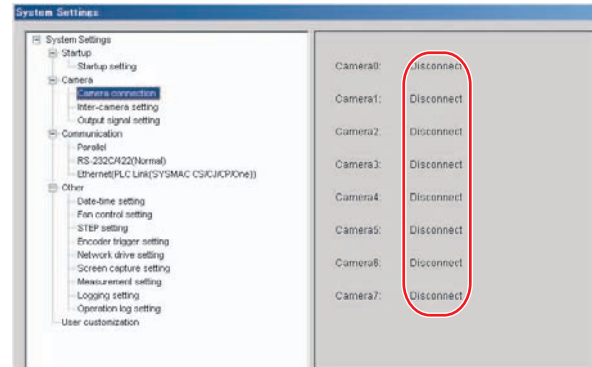 System Settings
System Settings
Startup
Startup setting
Camera
Camera connection
Inter-camera setting
Output signal setting
Communication
Parallel
RS-232C/422(Normal)
Ethernet(PLC Link(SYSMAC CS/CJ/CP/One))
Other
Date-time setting
Fan control setting
STEP setting
Encoder trigger setting
Network drive setting
Screen capture setting
Measurement setting
Logging setting
Operation log setting
User customization
Camera0: Disconnect
Camera1: Disconnect
Camera2: Disconnect
Camera3: Disconnect
Camera4: Disconnect
Camera5: Disconnect
Camera6: Disconnect
Camera7: Disconnect